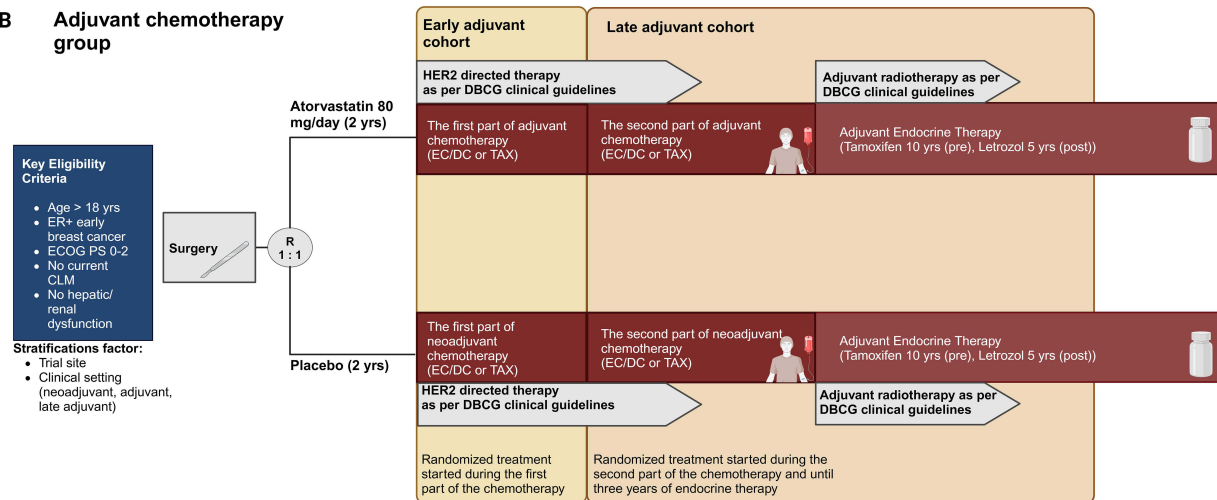 B
Adjuvant chemotherapy
group
Early adjuvant
cohort
Late adjuvant cohort
HER2 directed therapy
as per DBCG clinical guidelines
Adjuvant radiotherapy as per
DBCG clinical guidelines
Atorvastatin 80
mg/day (2 yrs)
The first part of adjuvant
chemotherapy
(EC/DC or TAX)
The second part of adjuvant
chemotherapy
(EC/DC or TAX)
Adjuvant Endocrine Therapy
(Tamoxifen 10 yrs (pre), Letrozol 5 yrs (post))
Key Eligibility
Criteria
• Age > 18 yrs
• ER+ early
breast cancer
• ECOG PS 0-2
• No current
CLM
• No hepatic/
renal
dysfunction
Surgery
R
1 : 1
Stratifications factor:
• Trial site
• Clinical setting
(neoadjuvant, adjuvant,
late adjuvant)
Placebo (2 yrs)
The first part of
neoadjuvant
chemotherapy
(EC/DC or TAX)
The second part of neoadjuvant
chemotherapy
(EC/DC or TAX)
Adjuvant Endocrine Therapy
(Tamoxifen 10 yrs (pre), Letrozol 5 yrs (post))
HER2 directed therapy
as per DBCG clinical guidelines
Adjuvant radiotherapy as per
DBCG clinical guidelines
Randomized treatment
started during the first
part of the chemotherapy
Randomized treatment started during the
second part of the chemotherapy and until
three years of endocrine therapy